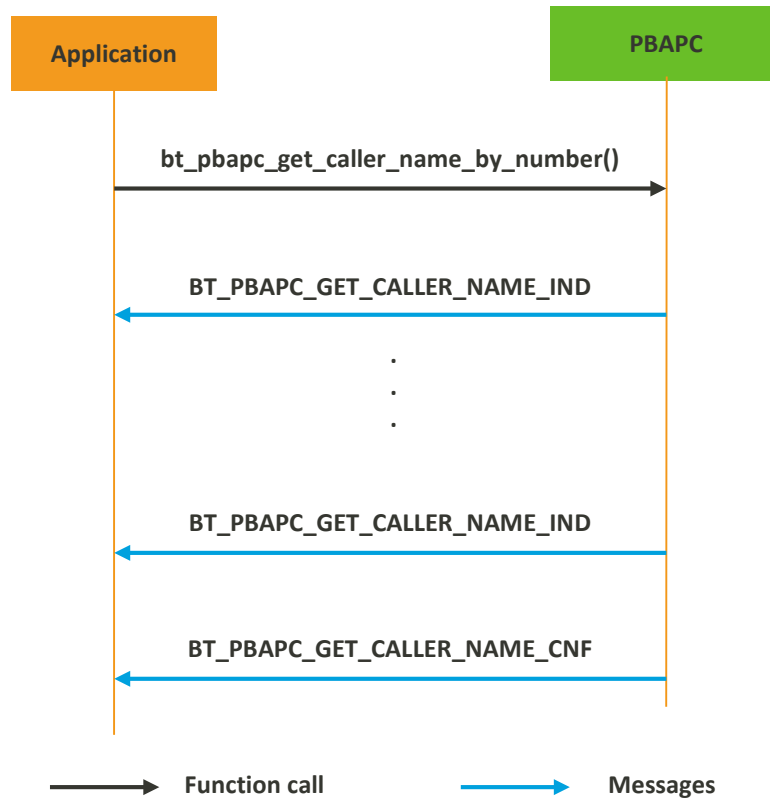 Application
PBAPC
bt_pbapc_get_caller_name_by_number()
BT_PBAPC_GET_CALLER_NAME_IND
.
.
.
BT_PBAPC_GET_CALLER_NAME_IND
BT_PBAPC_GET_CALLER_NAME_CNF
Function call
Messages